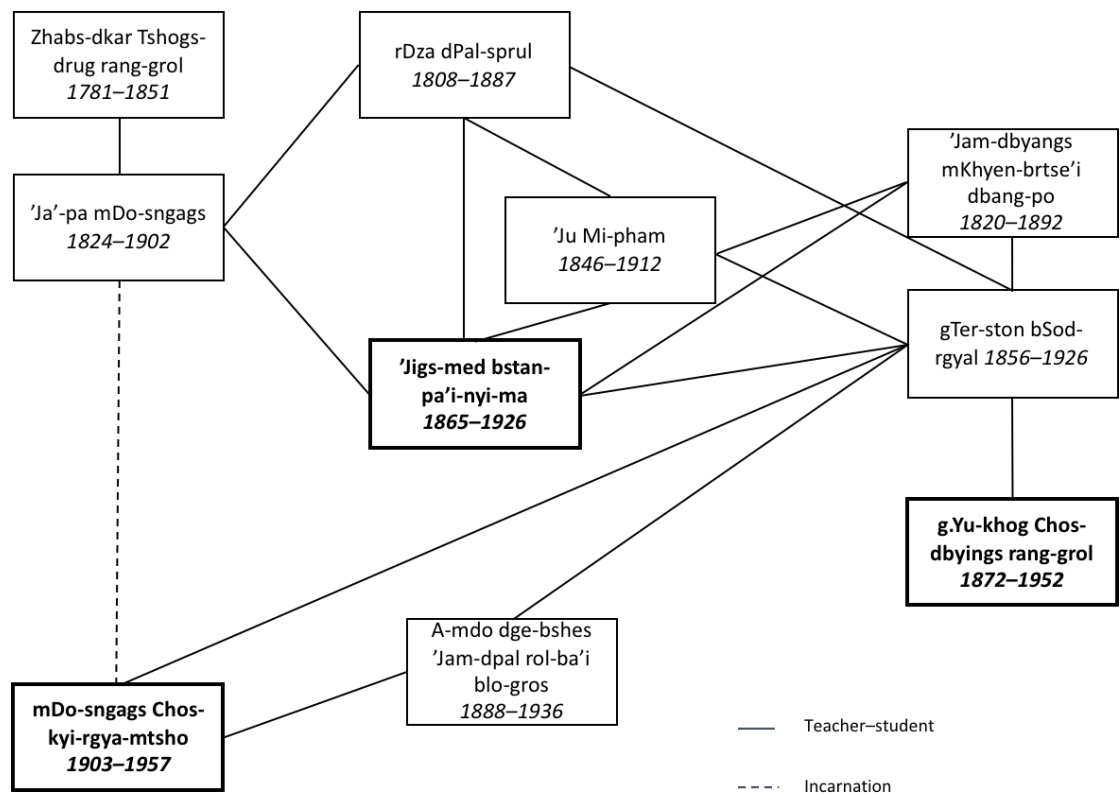 Zhabs-dkar Tshogs-
drug rang-grol
1781–1851
rDza dPal-sprul
1808–1887
’Jam-dbyangs
mKhyen-brtse’i
dbang-po
1820–1892
’Ja’-pa mDo-sngags
1824–1902
’Ju Mi-pham
1846–1912
gTer-ston bSod-
rgyal 1856–1926
’Jigs-med bstan-
pa’i-nyi-ma
1865–1926
g.Yu-khog Chos-
dbyings rang-grol
1872–1952
A-mdo dge-bshes
’Jam-dpal rol-ba’i
blo-gros
1888–1936
mDo-sngags Chos-
kyi-rgya-mtsho
1903–1957
Teacher–student
Incarnation